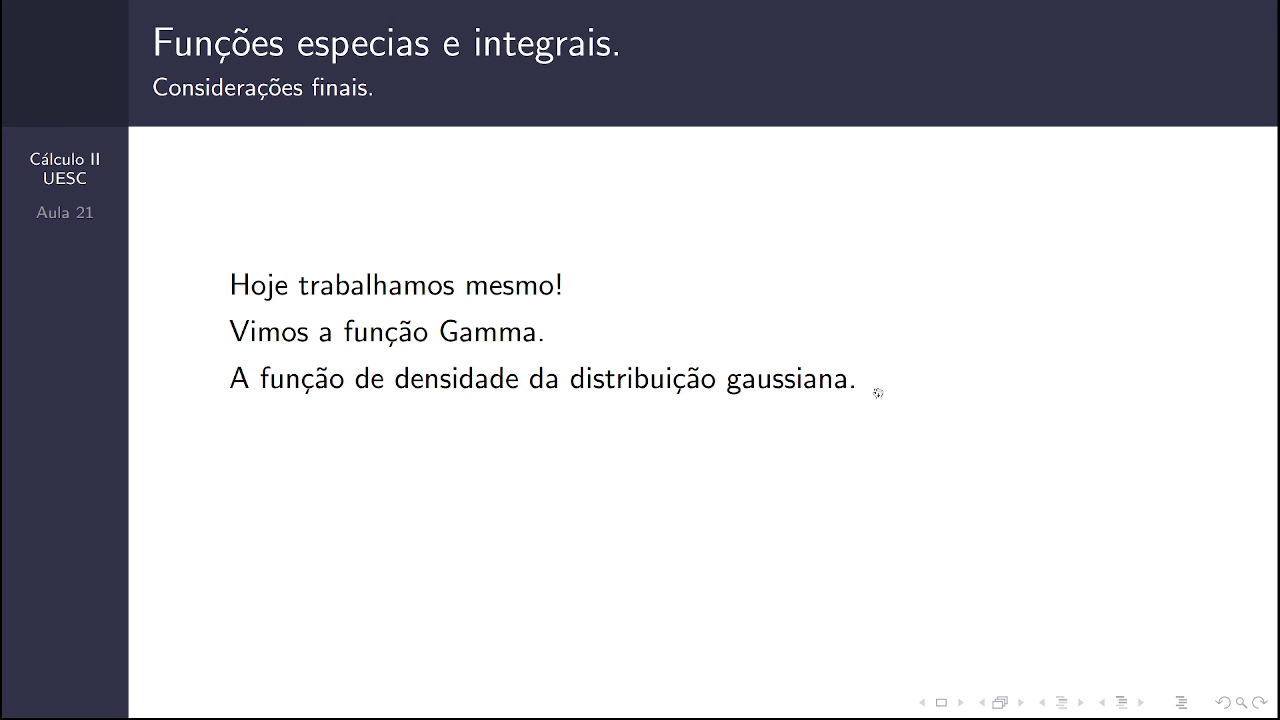 Funções especias e integrais.
Considerações finais.
Cálculo II
UESC
Aula 21
Hoje trabalhamos mesmo!
Vimos a função Gamma.
A função de densidade da distribuição gaussiana.